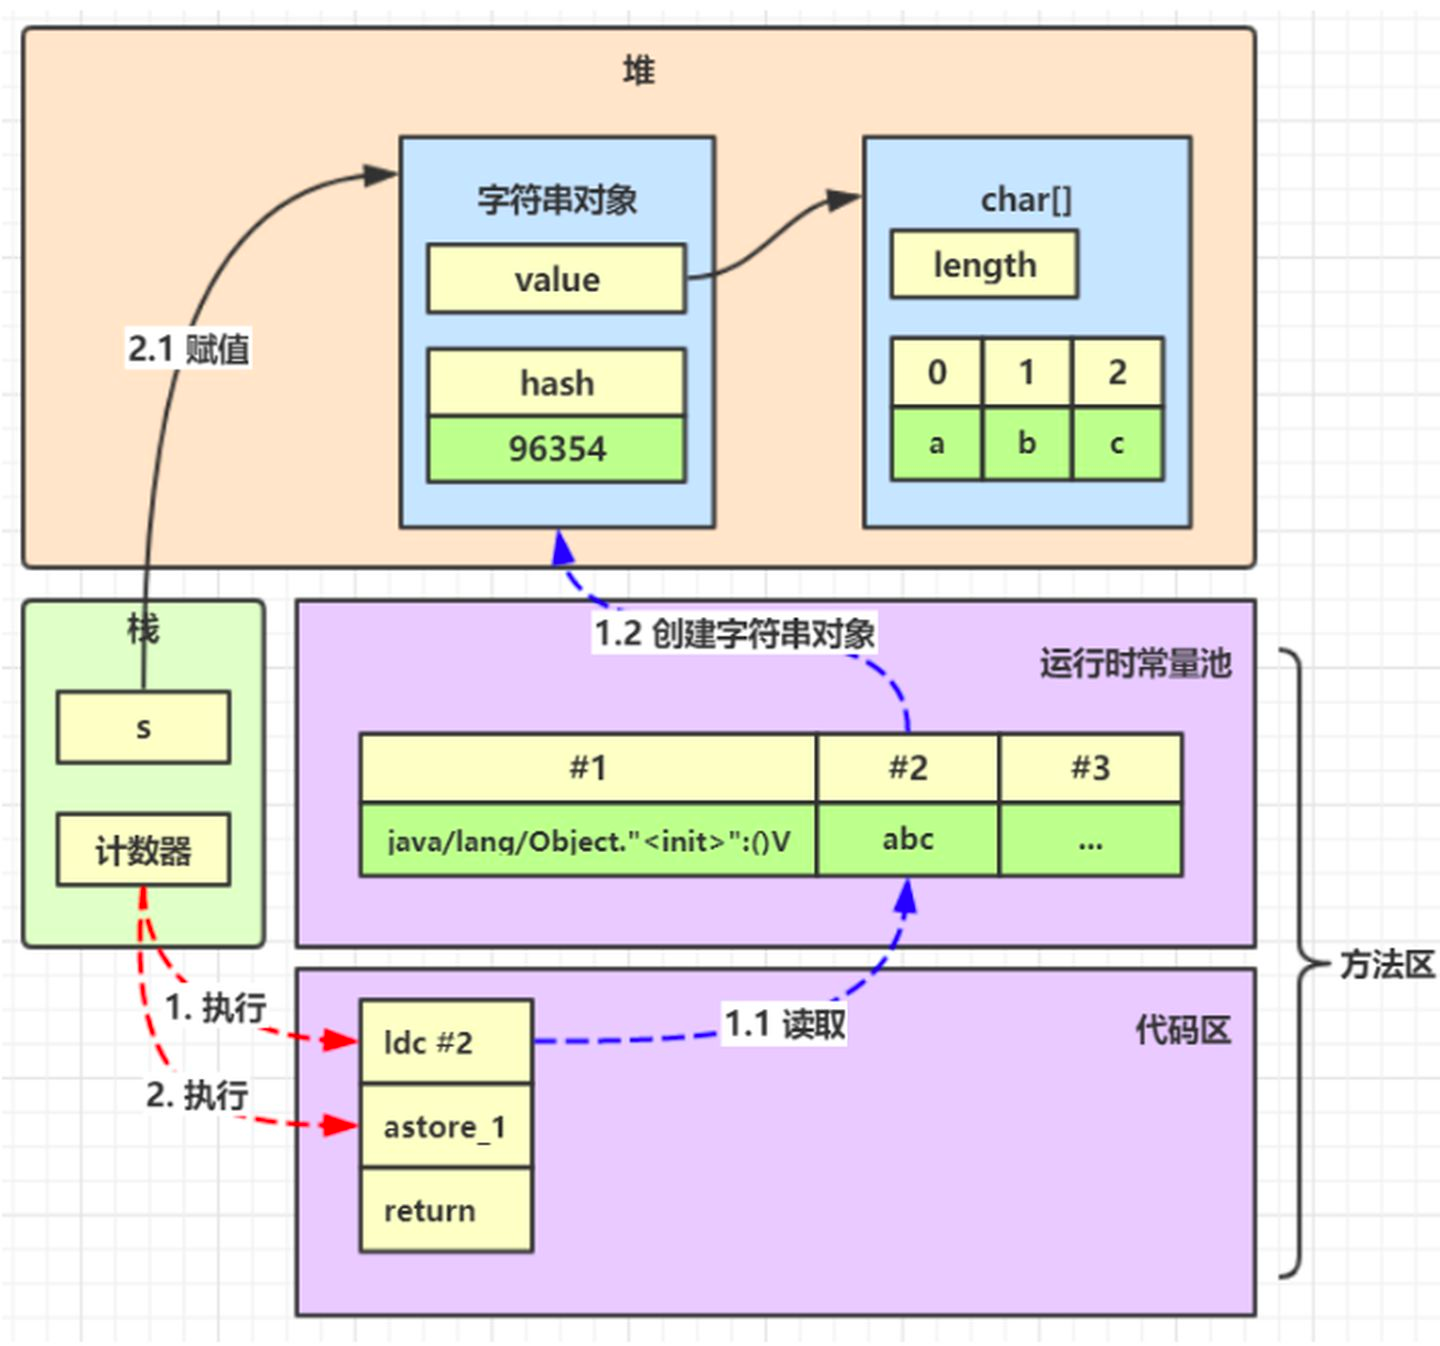 堆
字符串对象
char[]
value
length
hash
96354
0 1 2
a b c
2.1 赋值
1.2 创建字符串对象
栈
s
计数器
运行时常量池
#1 #2 #3
java/lang/Object."<init>":()V abc ...
方法区
1. 执行
2. 执行
1.1 读取
代码区
ldc #2
astore_1
return